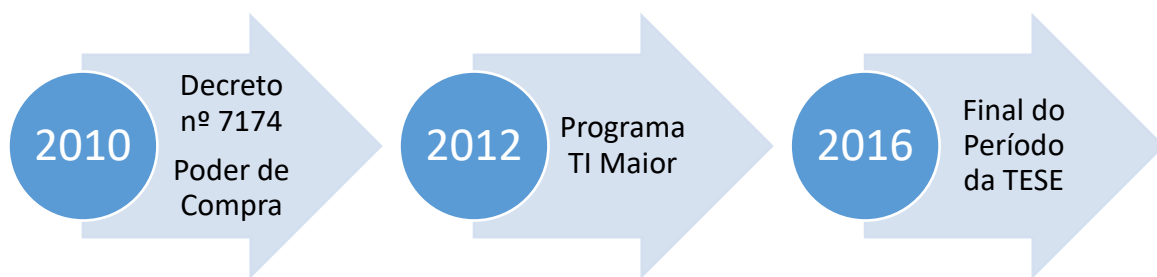 2010
Decreto
nº 7174
Poder de
Compra
2012
Programa
TI Maior
2016
Final do
Período
da TESE